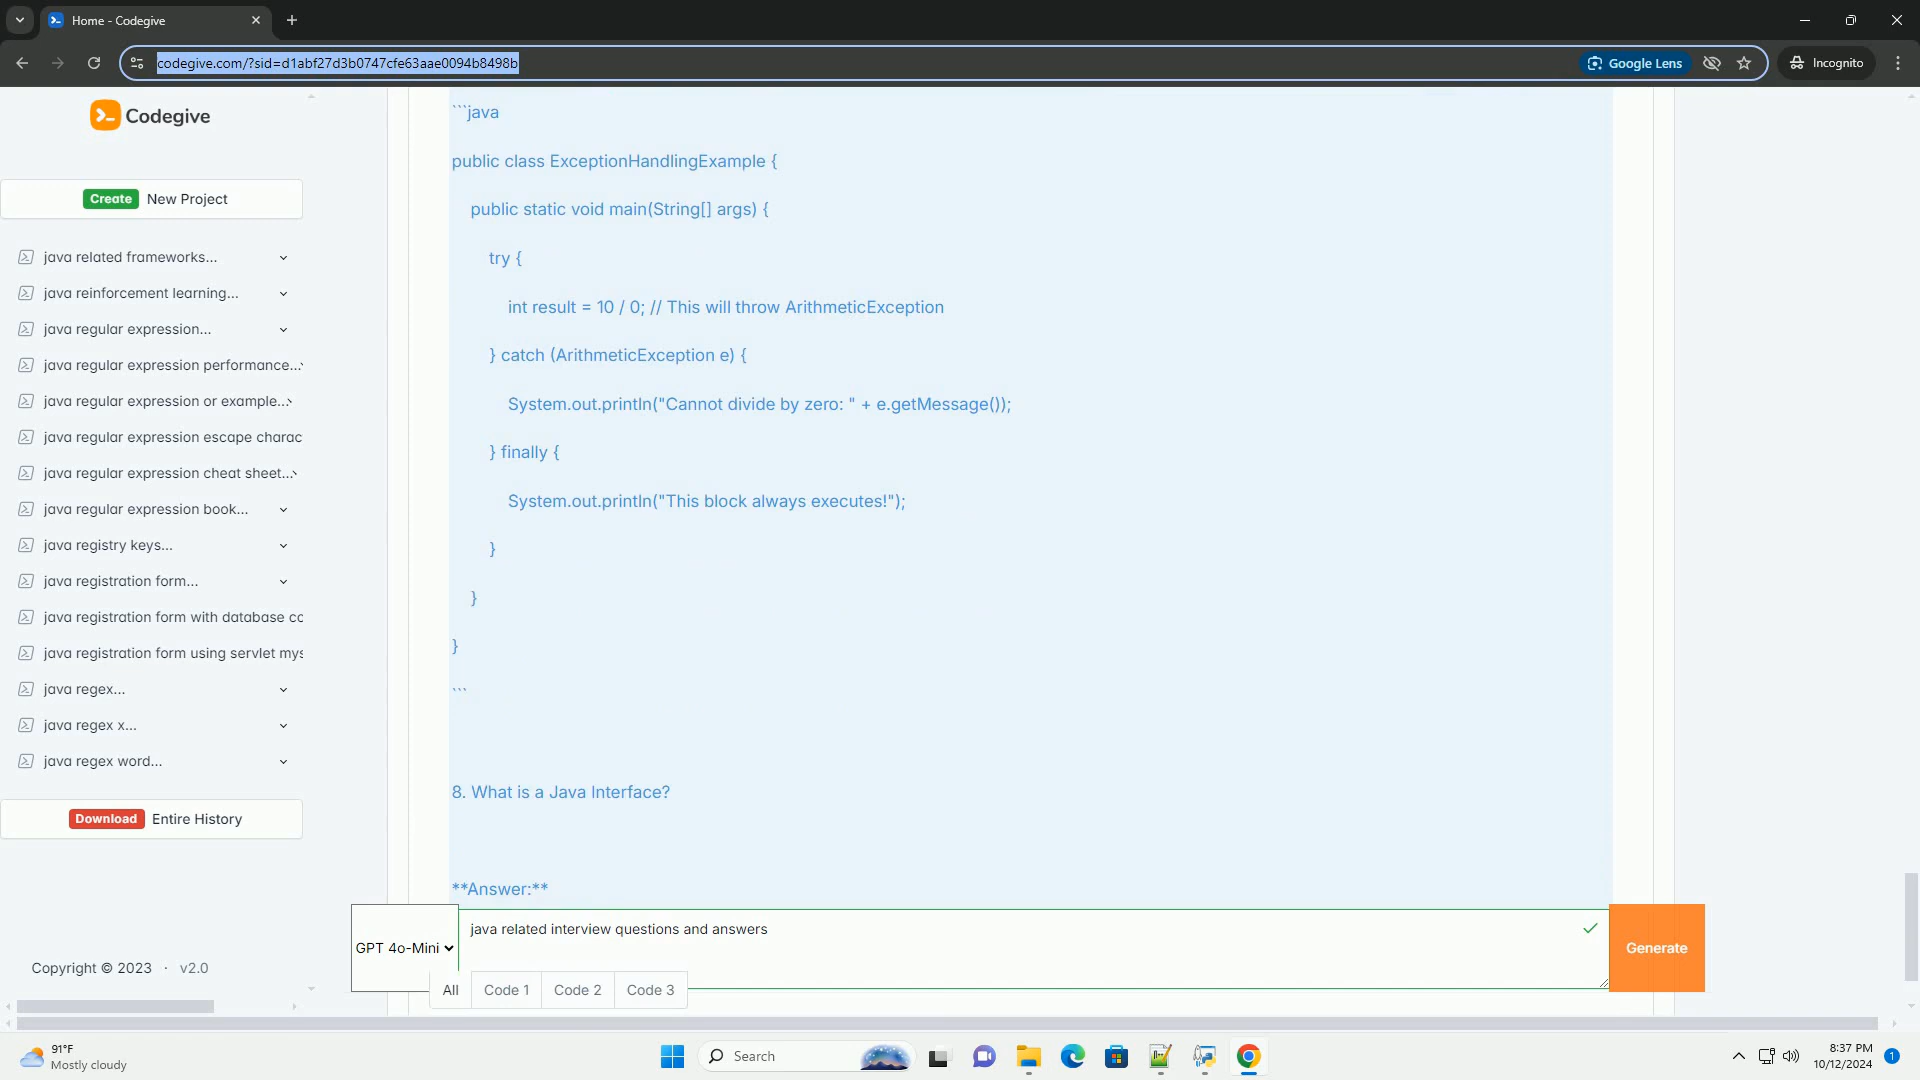 Home - Codegive
codegive.com/?sid=d1abf27d3b0747cfe63aae0094b8498b
Google Lens
Incognito
Codegive
Create New Project
java related frameworks...
java reinforcement learning...
java regular expression...
java regular expression performance...
java regular expression or example...
java regular expression escape charac
java regular expression cheat sheet...
java regular expression book...
java registry keys...
java registration form...
java registration form with database cc
java registration form using servlet mys
java regex...
java regex x...
java regex word...
Download Entire History
Copyright © 2023 · v2.0
```java
public class ExceptionHandlingExample {
public static void main(String[] args) {
try {
int result = 10 / 0; // This will throw ArithmeticException
} catch (ArithmeticException e) {
System.out.println("Cannot divide by zero: " + e.getMessage());
} finally {
System.out.println("This block always executes!");
}
}
}
```
8. What is a Java Interface?
**Answer:**
GPT 4o-Mini
java related interview questions and answers
Generate
All
Code 1
Code 2
Code 3
91°F
Mostly cloudy
Search
8:37 PM
10/12/2024
1